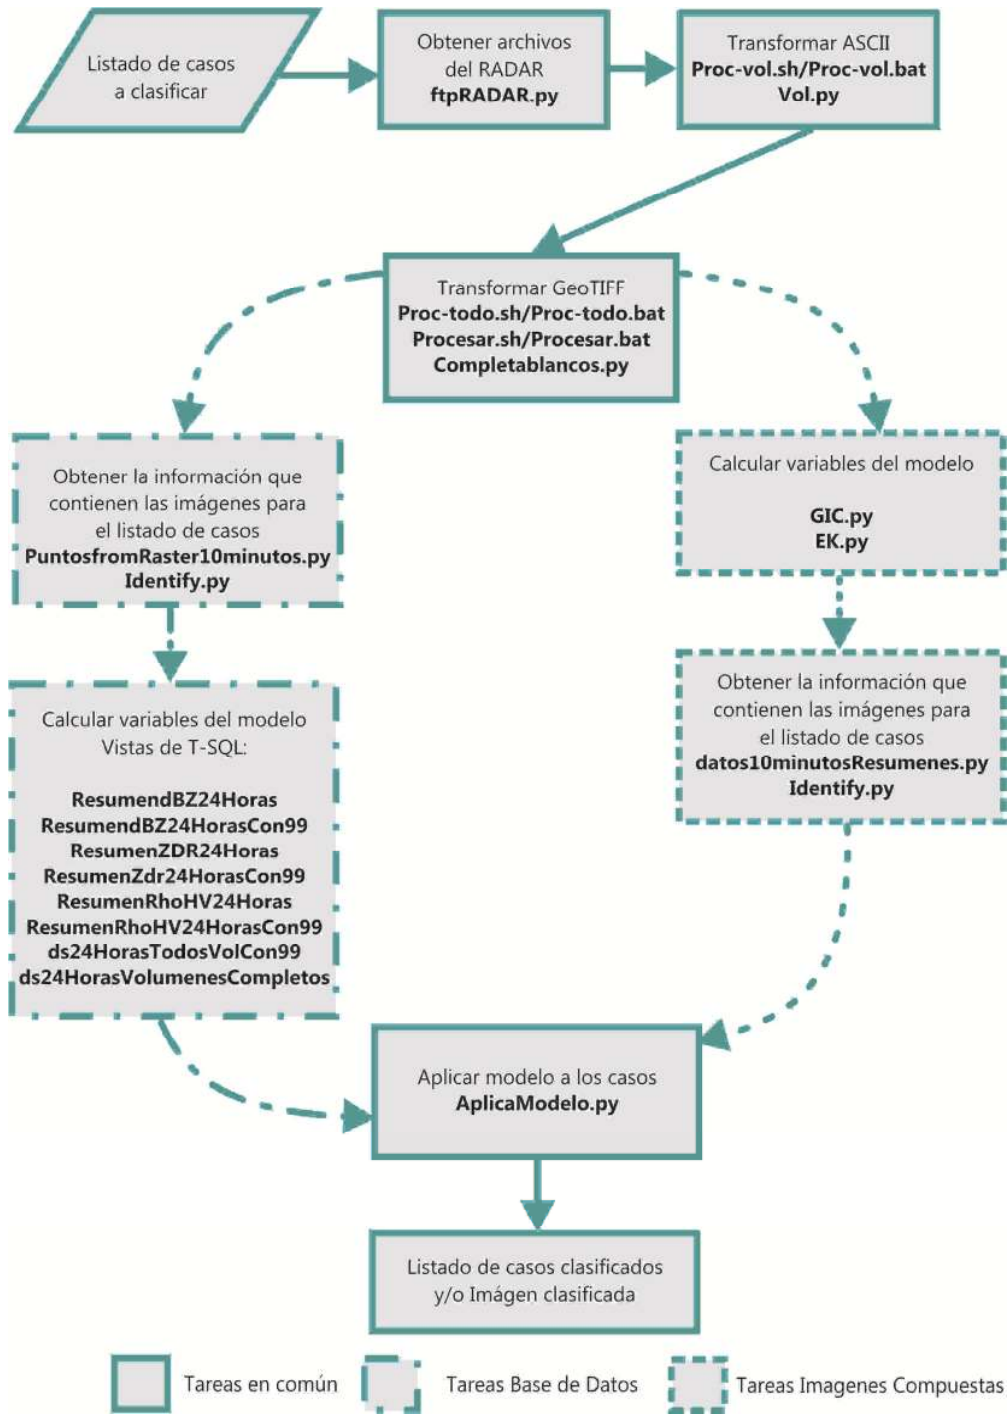 Listado de casos
a clasificar
Obtener archivos
del RADAR
ftpRADAR.py
Transformar ASCII
Proc-vol.sh/Proc-vol.bat
Vol.py
Transformar GeoTIFF
Proc-todo.sh/Proc-todo.bat
Procesar.sh/Procesar.bat
Completablancos.py
Obtener la información que
contienen las imágenes para
el listado de casos
PuntosfromRaster10minutos.py
Identify.py
Calcular variables del modelo
GIC.py
EK.py
Calcular variables del modelo
Vistas de T-SQL:
ResumendBZ24Horas
ResumendBZ24HorasCon99
ResumenZDR24Horas
ResumenZdr24HorasCon99
ResumenRhoHV24Horas
ResumenRhoHV24HorasCon99
ds24HorasTodosVolCon99
ds24HorasVolumenesCompletos
Obtener la información que
contienen las imágenes para
el listado de casos
datos10minutosResumenes.py
Identify.py
Aplicar modelo a los casos
AplicaModelo.py
Listado de casos clasificados
y/o Imágen clasificada
Tareas en común
Tareas Base de Datos
Tareas Imagenes Compuestas